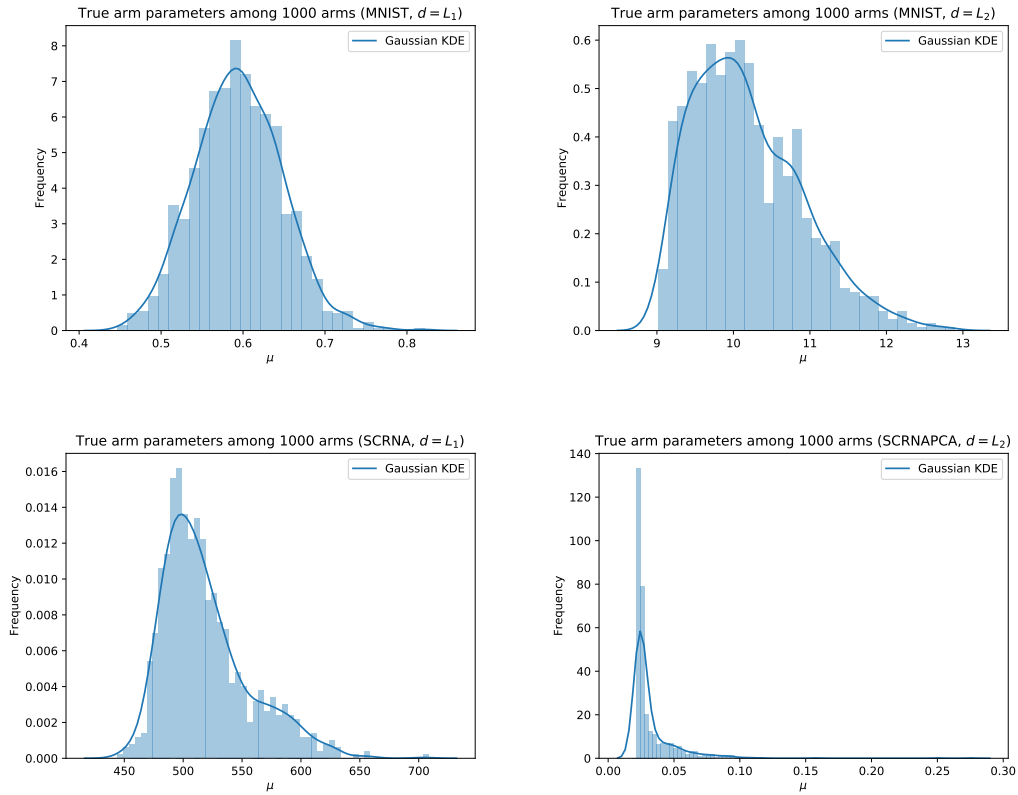 True arm parameters among 1000 arms (MNIST, d = L₁)
Gaussian KDE
Frequency
8
7
6
5
4
3
2
1
0
0.4 0.5 0.6 0.7 0.8
μ
True arm parameters among 1000 arms (MNIST, d = L₂)
Gaussian KDE
Frequency
0.6
0.5
0.4
0.3
0.2
0.1
0.0
9 10 11 12 13
μ
True arm parameters among 1000 arms (SCRNA, d = L₁)
Gaussian KDE
Frequency
0.016
0.014
0.012
0.010
0.008
0.006
0.004
0.002
0.000
450 500 550 600 650 700
μ
True arm parameters among 1000 arms (SCRNAPCA, d = L₂)
Gaussian KDE
Frequency
140
120
100
80
60
40
20
0
0.00 0.05 0.10 0.15 0.20 0.25 0.30
μ